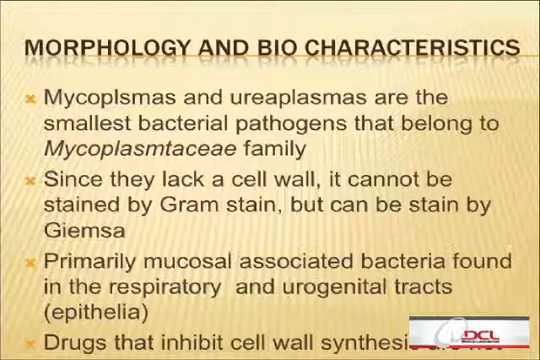 MORPHOLOGY AND BIO CHARACTERISTICS
Mycoplsmas and ureaplasmas are the
smallest bacterial pathogens that belong to
Mycoplasmtaceae family
Since they lack a cell wall, it cannot be
stained by Gram stain, but can be stain by
Giemsa
Primarily mucosal associated bacteria found
in the respiratory and urogenital tracts
(epithelia)
Drugs that inhibit cell wall synthesis are not
DCL